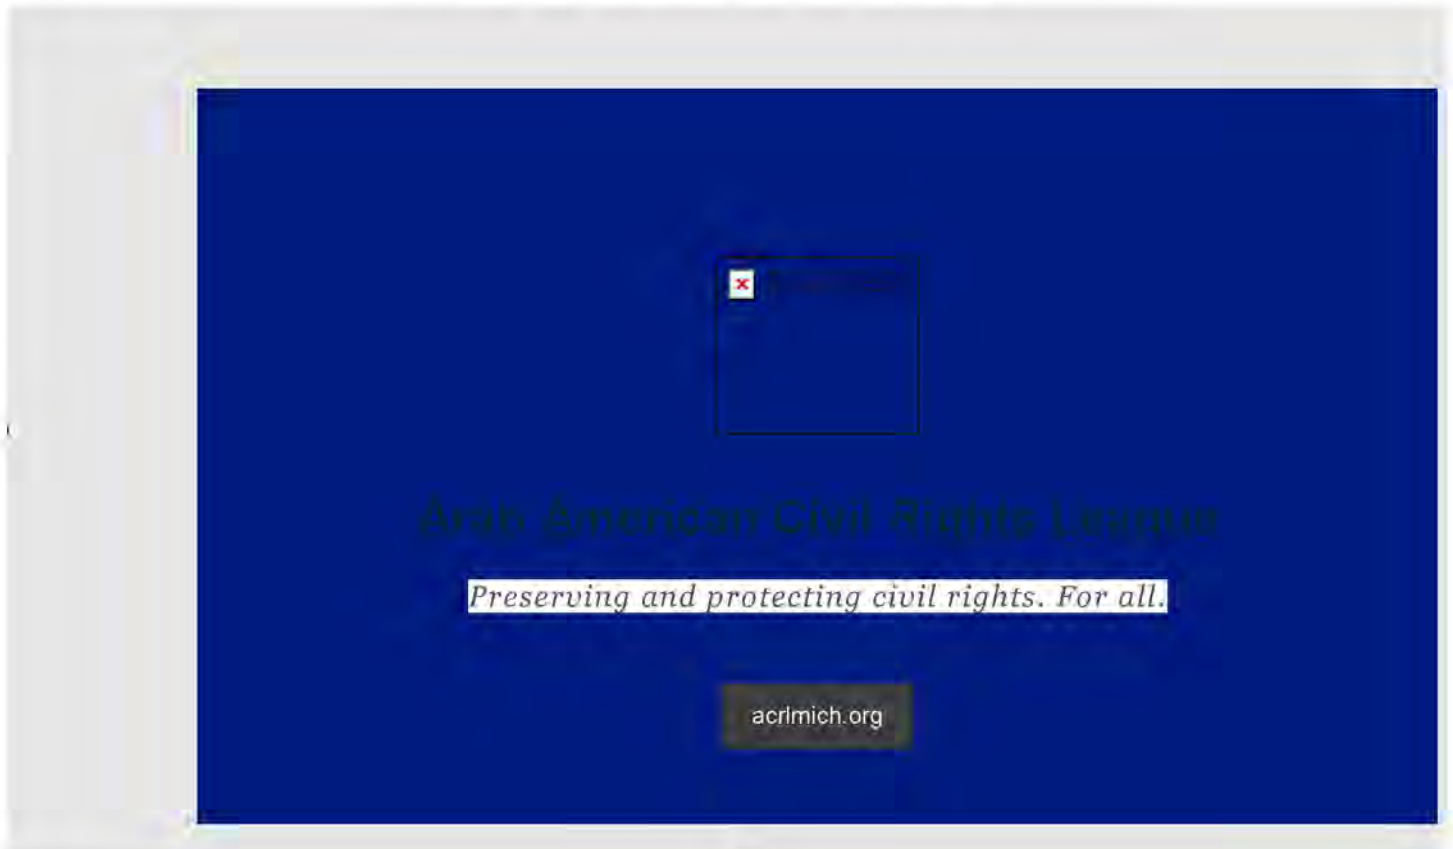 Arab American Civil Rights League
Preserving and protecting civil rights. For all.
acrlmich.org